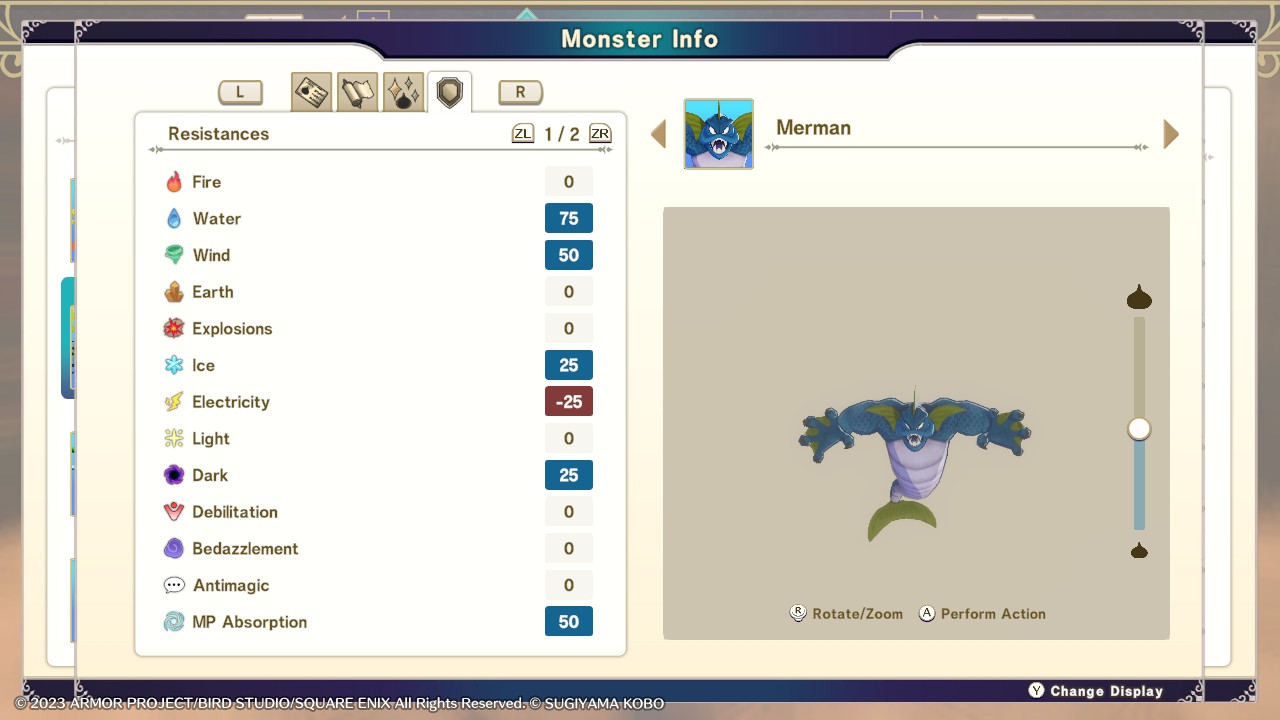 Monster Info
L R
Resistances ZL 1 / 2 ZR
Merman
Fire 0
Water 75
Wind 50
Earth 0
Explosions 0
Ice 25
Electricity -25
Light 0
Dark 25
Debilitation 0
Bedazzlement 0
Antimagic 0
MP Absorption 50
R Rotate/Zoom A Perform Action
Y Change Display
© 2023 ARMOR PROJECT/BIRD STUDIO/SQUARE ENIX All Rights Reserved. © SUGIYAMA KOBO